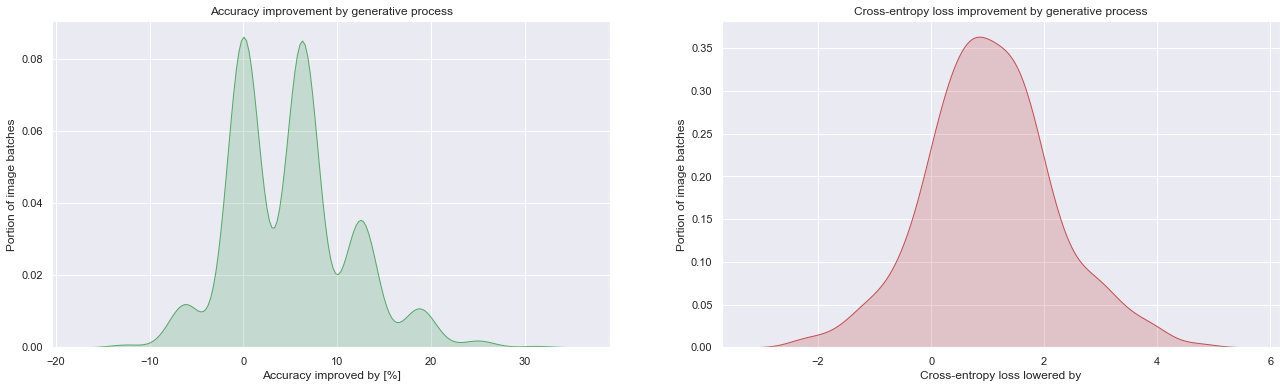 Accuracy improvement by generative process
Portion of image batches
0.08
0.06
0.04
0.02
0.00
−20 −10 0 10 20 30
Accuracy improved by [%]
Cross-entropy loss improvement by generative process
Portion of image batches
0.35
0.30
0.25
0.20
0.15
0.10
0.05
0.00
−2 0 2 4 6
Cross-entropy loss lowered by